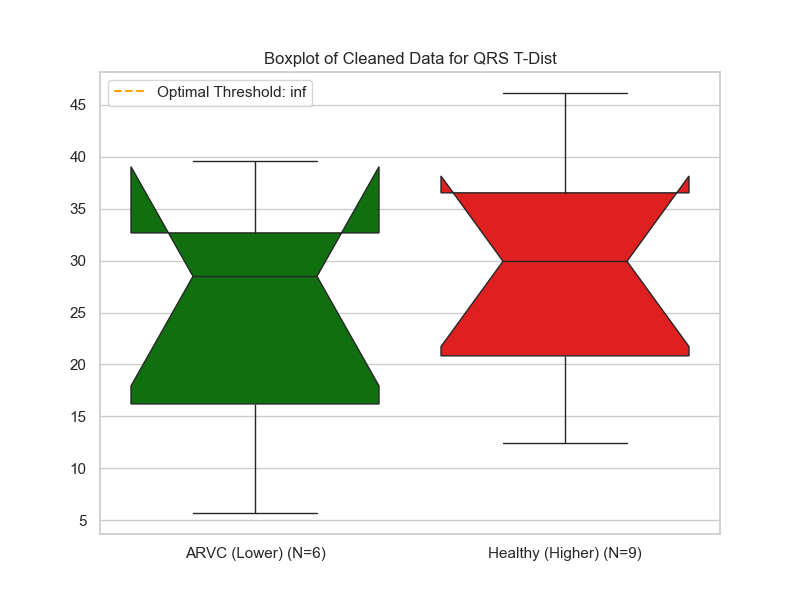 Boxplot of Cleaned Data for QRS T-Dist
Optimal Threshold: inf
45
40
35
30
25
20
15
10
5
ARVC (Lower) (N=6)
Healthy (Higher) (N=9)